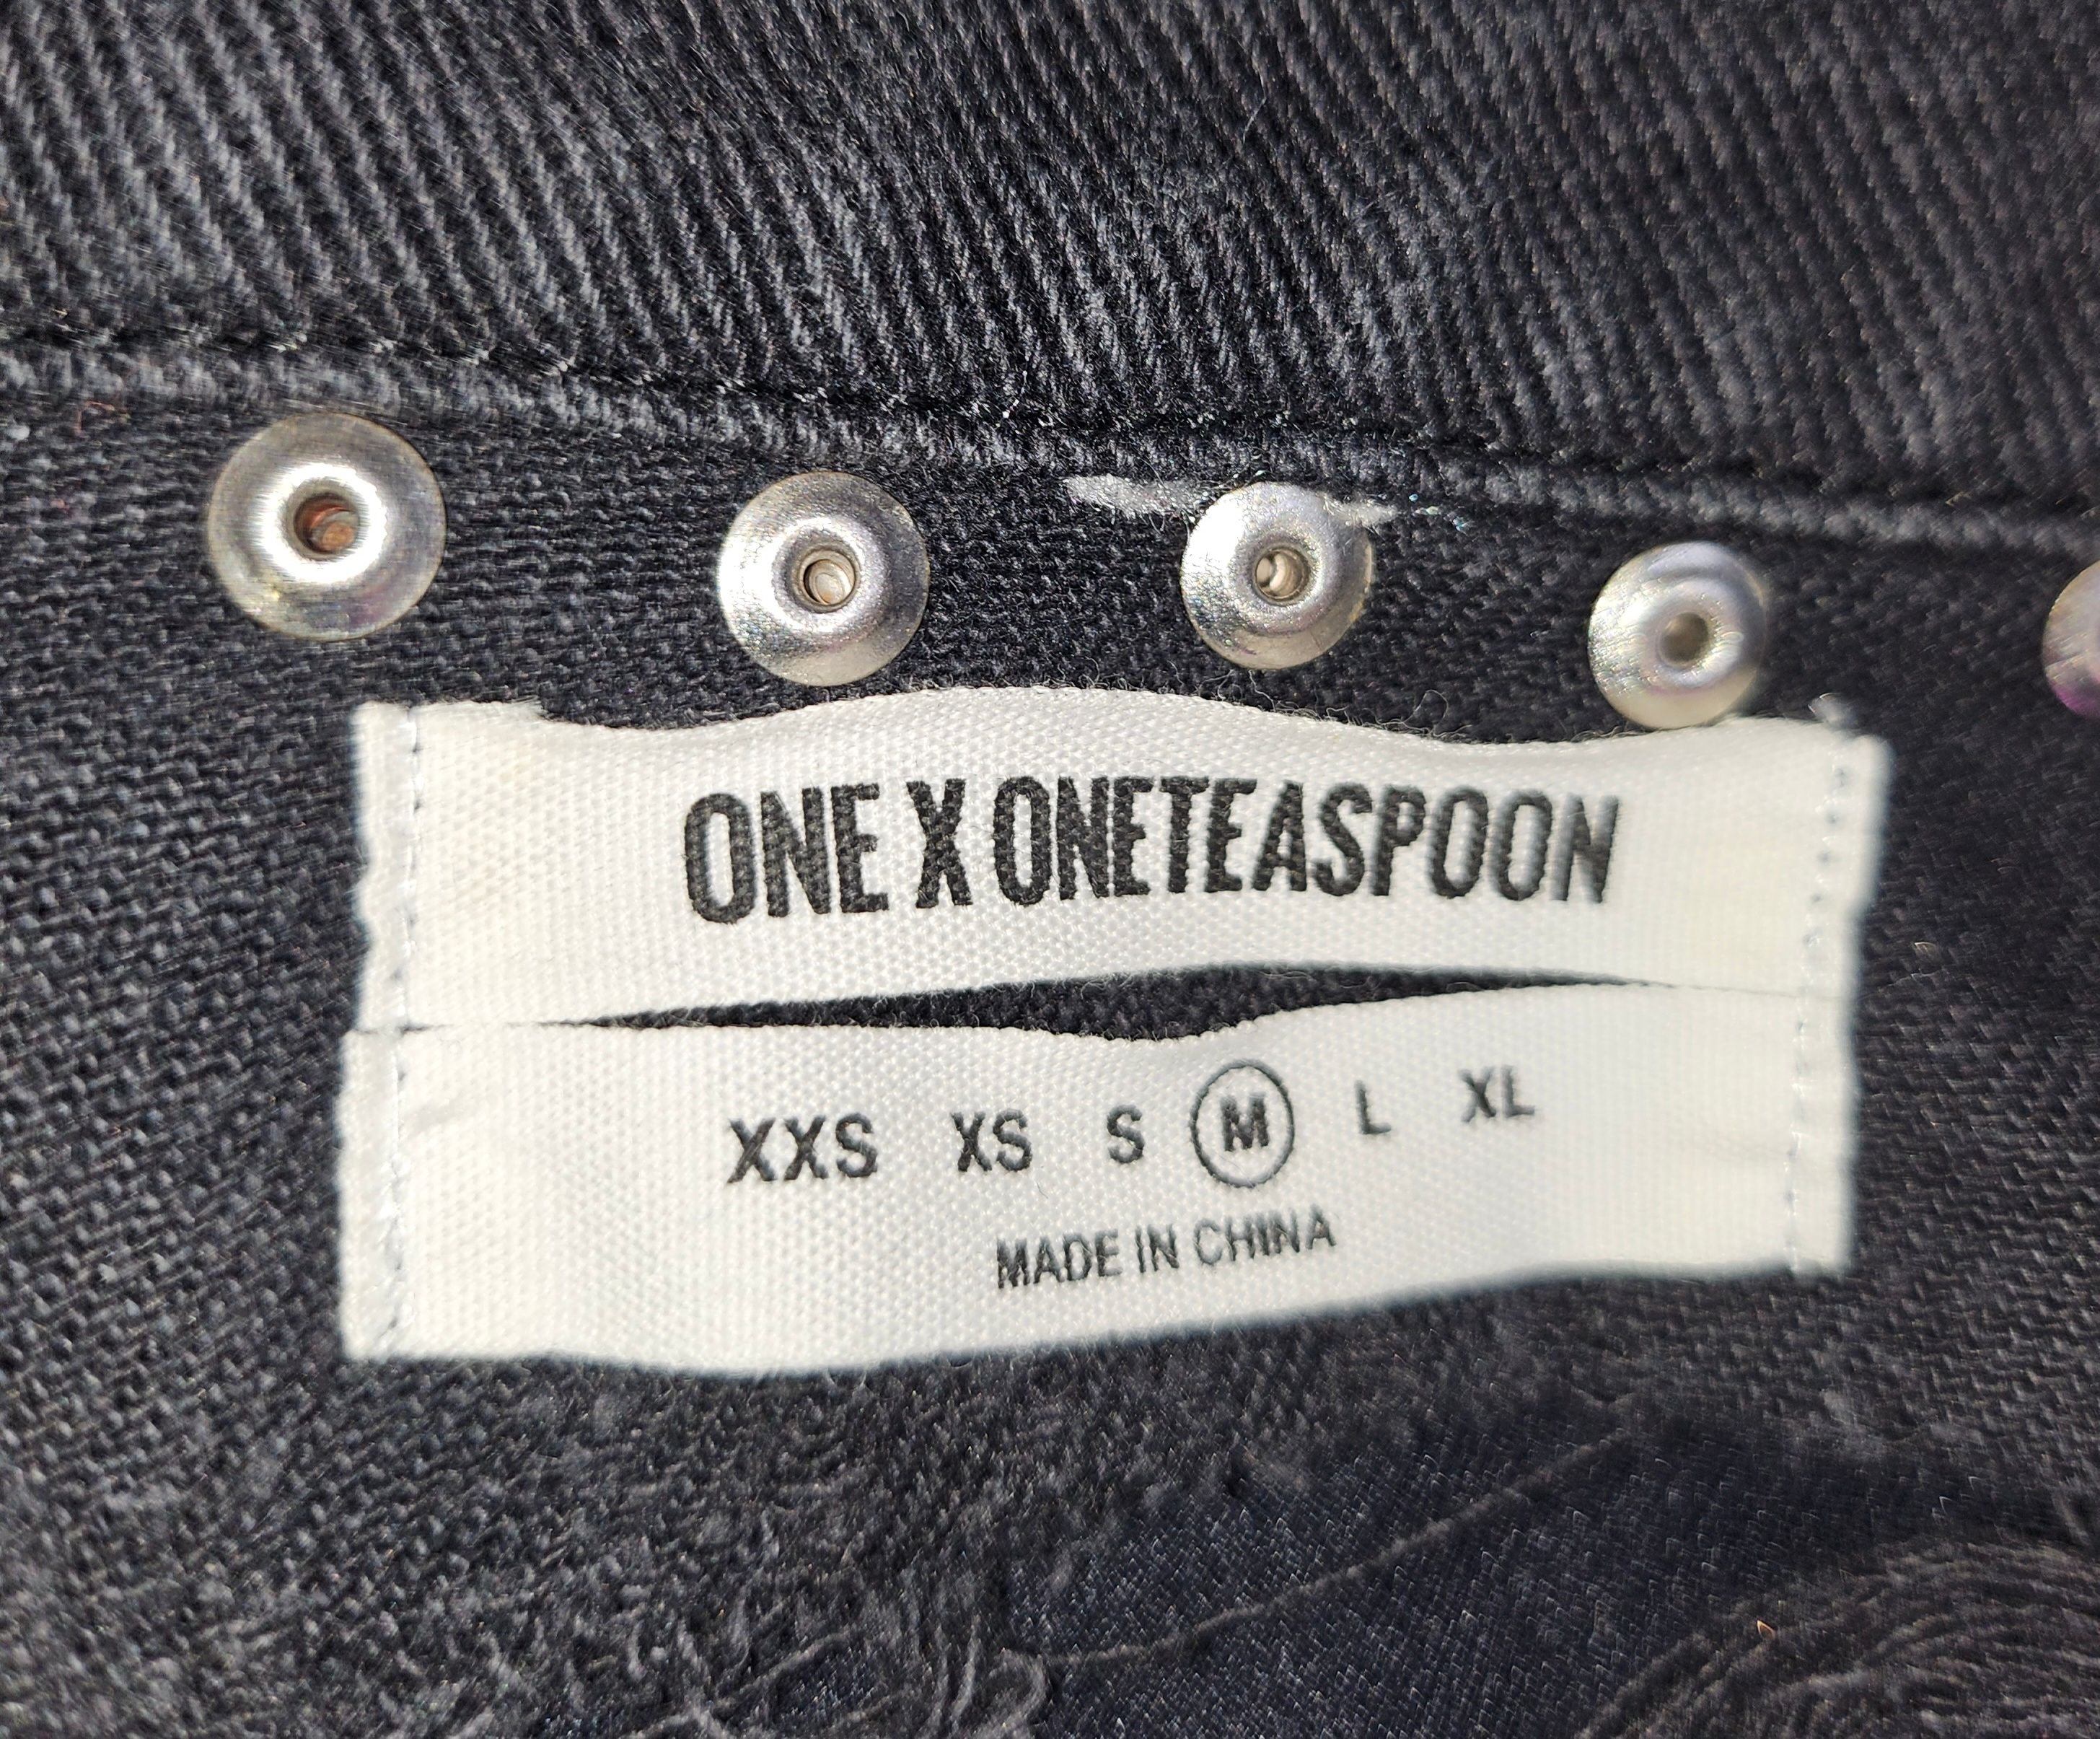 ONE X ONETEASPOON
XXS XS S M L XL
MADE IN CHINA